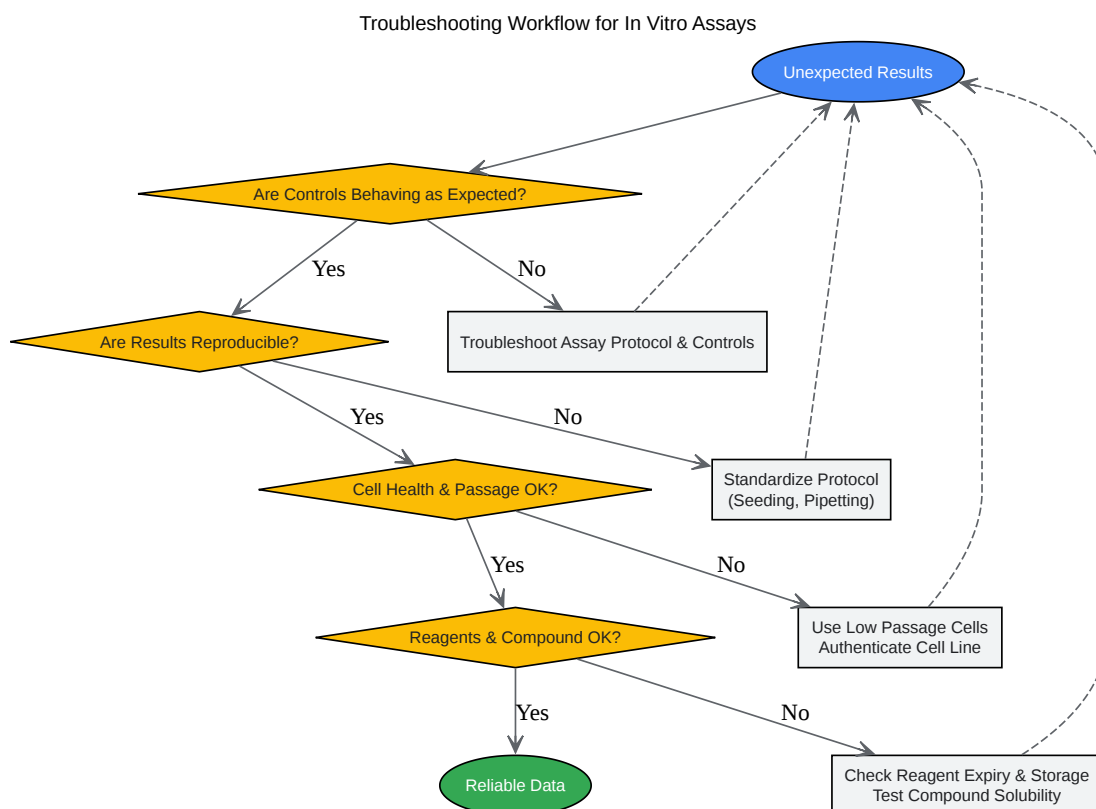 Troubleshooting Workflow for In Vitro Assays
Unexpected Results
Are Controls Behaving as Expected?
Yes
No
Are Results Reproducible?
Troubleshoot Assay Protocol & Controls
Yes
No
Cell Health & Passage OK?
Standardize Protocol
(Seeding, Pipetting)
Yes
No
Reagents & Compound OK?
Use Low Passage Cells
Authenticate Cell Line
Yes
No
Reliable Data
Check Reagent Expiry & Storage
Test Compound Solubility